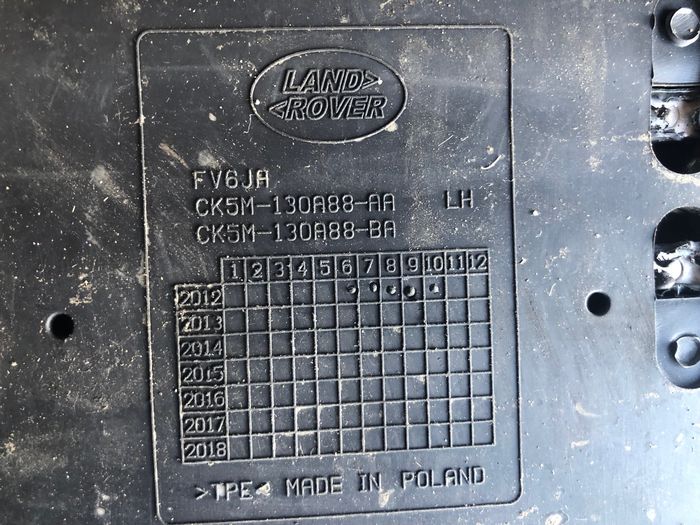 LAND>
<ROVER
FV6JA
CK5M-130A88-AA LH
CK5M-130A88-BA
1 2 3 4 5 6 7 8 9 10 11 12
2012
2013
2014
2015
2016
2017
2018
>TPE< MADE IN POLAND